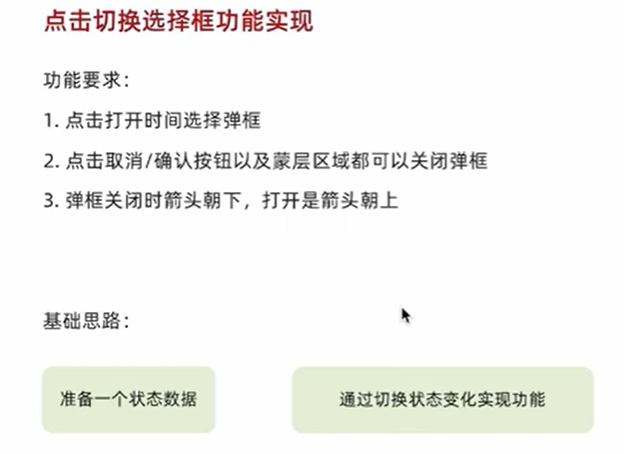 点击切换选择框功能实现
功能要求：
1. 点击打开时间选择弹框
2. 点击取消/确认按钮以及蒙层区域都可以关闭弹框
3. 弹框关闭时箭头朝下，打开是箭头朝上
基础思路：
准备一个状态数据
通过切换状态变化实现功能